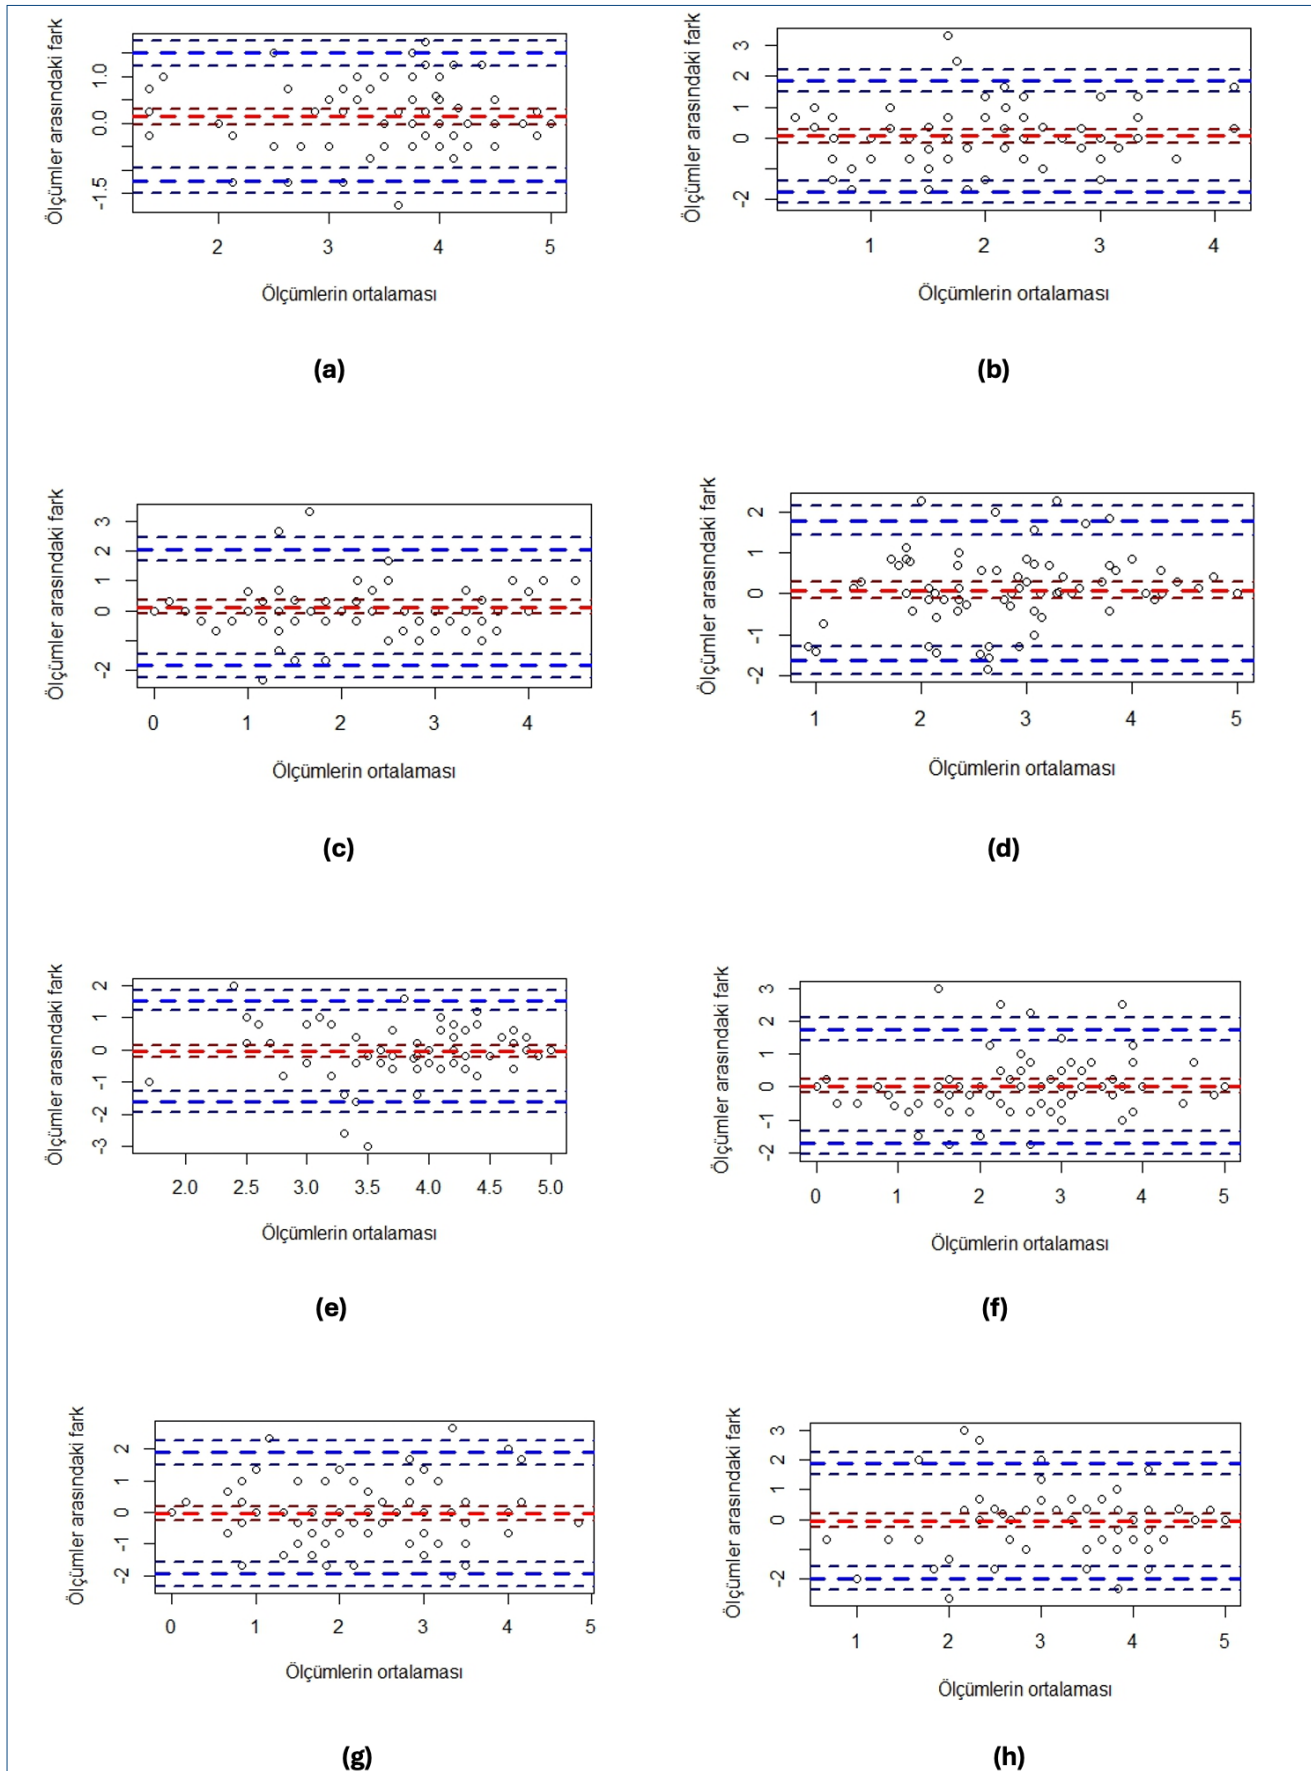 Ölçümler arasındaki fark
1.0
0.0
-1.5
2 3 4 5
Ölçümlerin ortalaması
(a)
Ölçümler arasındaki fark
3
2
1
0
-2
1 2 3 4
Ölçümlerin ortalaması
(b)
Ölçümler arasındaki fark
3
2
1
0
-2
0 1 2 3 4
Ölçümlerin ortalaması
(c)
Ölçümler arasındaki fark
2
1
0
-1
-2
1 2 3 4 5
Ölçümlerin ortalaması
(d)
Ölçümler arasındaki fark
2
1
0
-1
-2
-3
2.0 2.5 3.0 3.5 4.0 4.5 5.0
Ölçümlerin ortalaması
(e)
Ölçümler arasındaki fark
3
2
1
0
-1
-2
0 1 2 3 4 5
Ölçümlerin ortalaması
(f)
Ölçümler arasındaki fark
2
1
0
-1
-2
0 1 2 3 4 5
Ölçümlerin ortalaması
(g)
Ölçümler arasındaki fark
3
2
1
0
-2
1 2 3 4 5
Ölçümlerin ortalaması
(h)